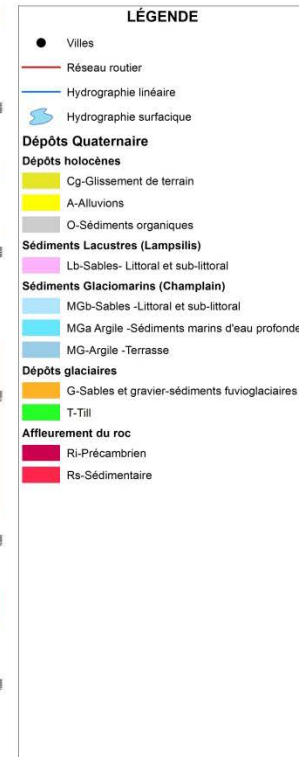 LÉGENDE
Villes
Réseau routier
Hydrographie linéaire
Hydrographie surfacique
Dépôts Quaternaire
Dépôts holocènes
Cg-Glissement de terrain
A-Alluvions
O-Sédiments organiques
Sédiments Lacustres (Lampsilis)
Lb-Sables- Littoral et sub-littoral
Sédiments Glaciomarins (Champlain)
MGb-Sables -Littoral et sub-littoral
MGa Argile -Sédiments marins d'eau profonde
MG-Argile -Terrasse
Dépôts glaciaires
G-Sables et gravier-sédiments fuvioglaciaires
T-Till
Affleurement du roc
Ri-Précambrien
Rs-Sédimentaire